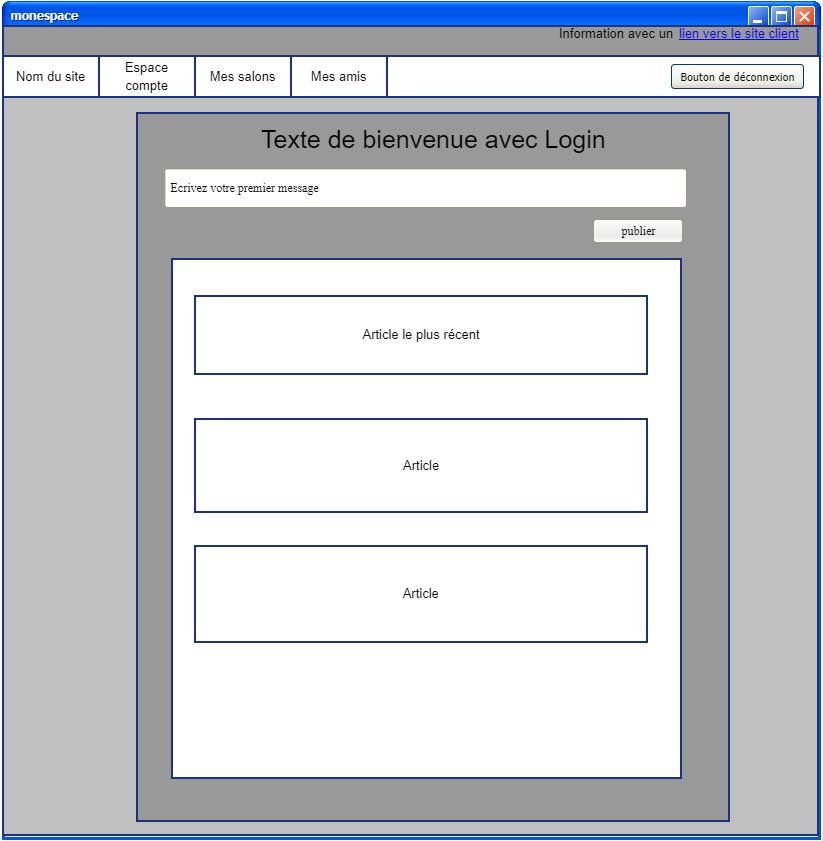 monespace
Information avec un lien vers le site client
Nom du site
Espace
compte
Mes salons
Mes amis
Bouton de déconnexion
Texte de bienvenue avec Login
Ecrivez votre premier message
publier
Article le plus récent
Article
Article